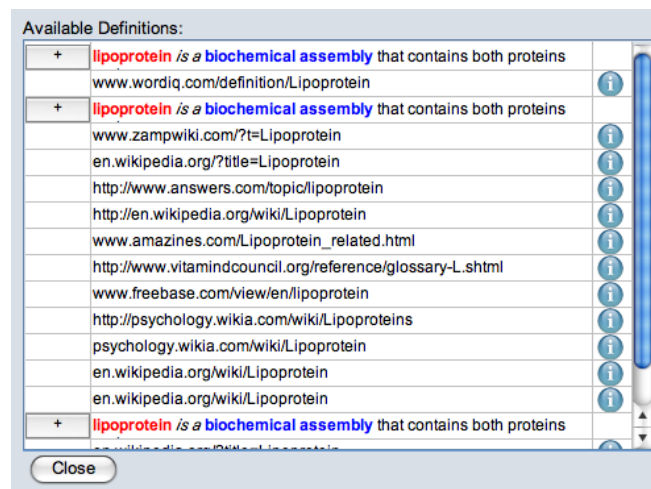 Available Definitions:
+ lipoprotein is a biochemical assembly that contains both proteins
www.wordiq.com/definition/Lipoprotein
+ lipoprotein is a biochemical assembly that contains both proteins
www.zampwiki.com/?t=Lipoprotein
en.wikipedia.org/?title=Lipoprotein
http://www.answers.com/topic/lipoprotein
http://en.wikipedia.org/wiki/Lipoprotein
www.amazines.com/Lipoprotein_related.html
http://www.vitamindcouncil.org/reference/glossary-L.shtml
www.freebase.com/view/en/lipoprotein
http://psychology.wikia.com/wiki/Lipoproteins
psychology.wikia.com/wiki/Lipoprotein
en.wikipedia.org/wiki/Lipoprotein
en.wikipedia.org/wiki/Lipoprotein
+ lipoprotein is a biochemical assembly that contains both proteins
Close